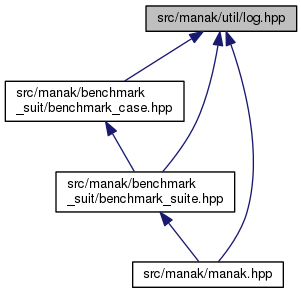 src/manak/util/log.hpp
src/manak/benchmark
_suit/benchmark_case.hpp
src/manak/benchmark
_suit/benchmark_suite.hpp
src/manak/manak.hpp